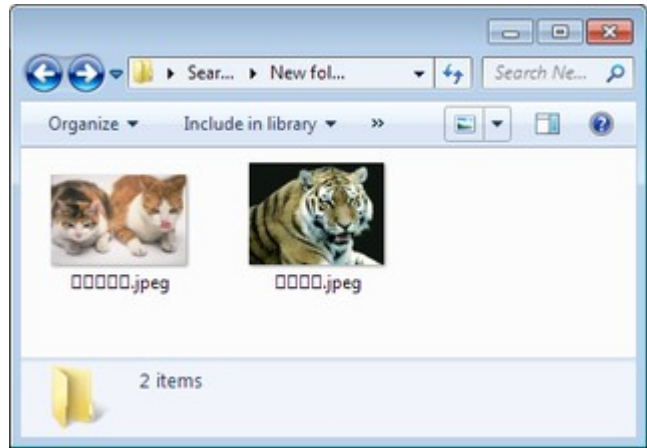 Sear... New fol... Search Ne...
Organize Include in library »
□□□□□.jpeg □□□□.jpeg
2 items